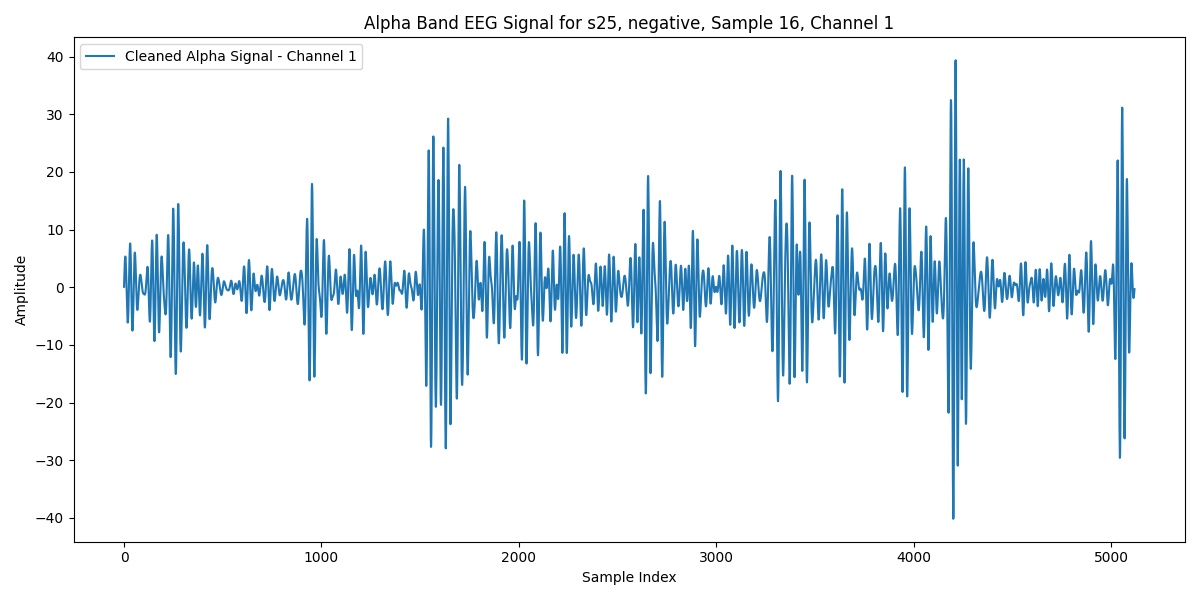 Alpha Band EEG Signal for s25, negative, Sample 16, Channel 1
Cleaned Alpha Signal - Channel 1
40
30
20
10
0
−10
−20
−30
−40
Amplitude
0 1000 2000 3000 4000 5000
Sample Index